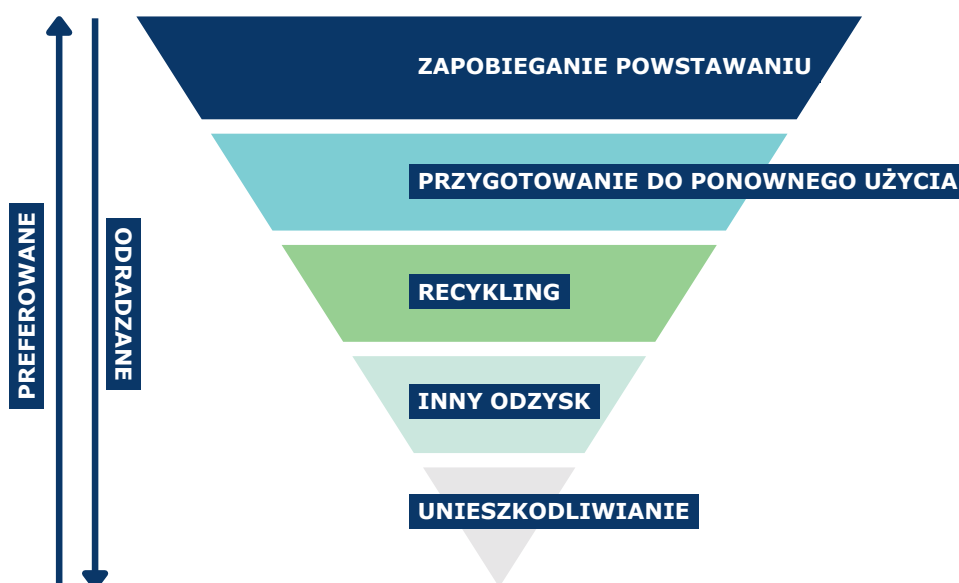 ZAPOBIEGANIE POWSTAWANIU
PRZYGOTOWANIE DO PONOWNEGO UŻYCIA
RECYKLING
INNY ODZYSK
UNIESZKODLIWIANIE
PREFEROWANE
ODRADZANE